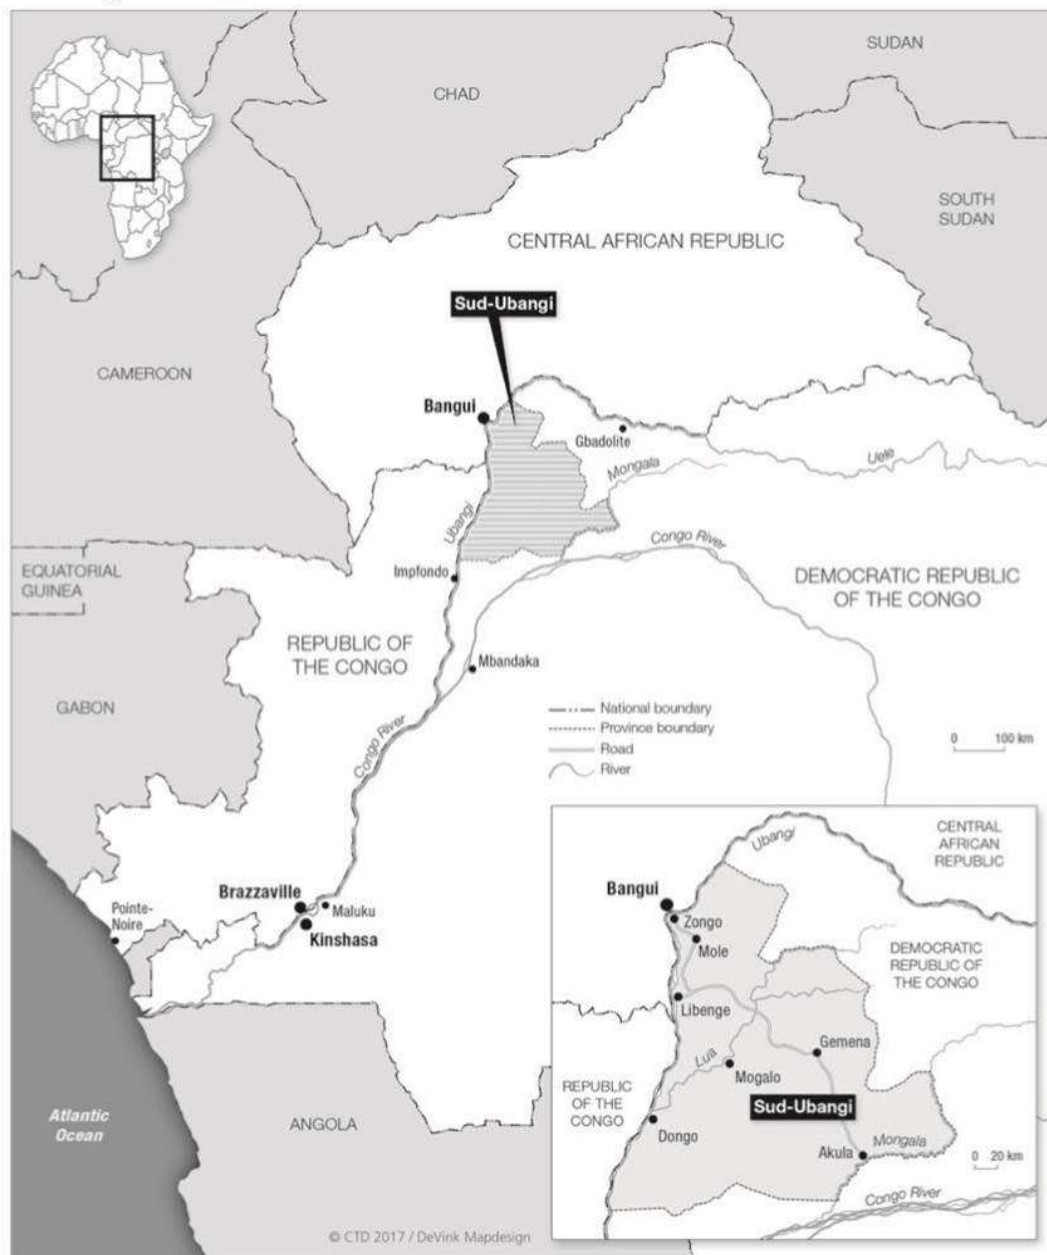 SUDAN
CHAD
SOUTH
SUDAN
CENTRAL AFRICAN REPUBLIC
Sud-Ubangi
CAMEROON
Bangui
Gbadolite
Mongala
Uele
Ubangi
Congo River
EQUATORIAL
GUINEA
Impfondo
DEMOCRATIC REPUBLIC
OF THE CONGO
REPUBLIC OF
THE CONGO
Mbandaka
GABON
National boundary
Province boundary
Road
River
0 100 km
Congo River
Brazzaville
Maluku
Pointe-
Noire
Kinshasa
Atlantic
Ocean
ANGOLA
© CTD 2017 / DeVink Mapdesign
Ubangi
CENTRAL
AFRICAN
REPUBLIC
Bangui
Zongo
Mole
DEMOCRATIC
REPUBLIC OF
THE CONGO
Libenge
Gemena
Lua
Mogalo
REPUBLIC
OF THE
CONGO
Sud-Ubangi
Dongo
Mongala
Akula
0 20 km
Congo River